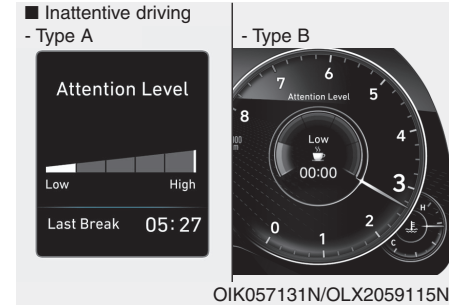 ■ Inattentive driving
- Type A
- Type B
Attention Level
Low High
Last Break 05:27
8 7 6 5 4 3 2 1 0
Attention Level
Low
00:00
H
C
OIK057131N/OLX2059115N